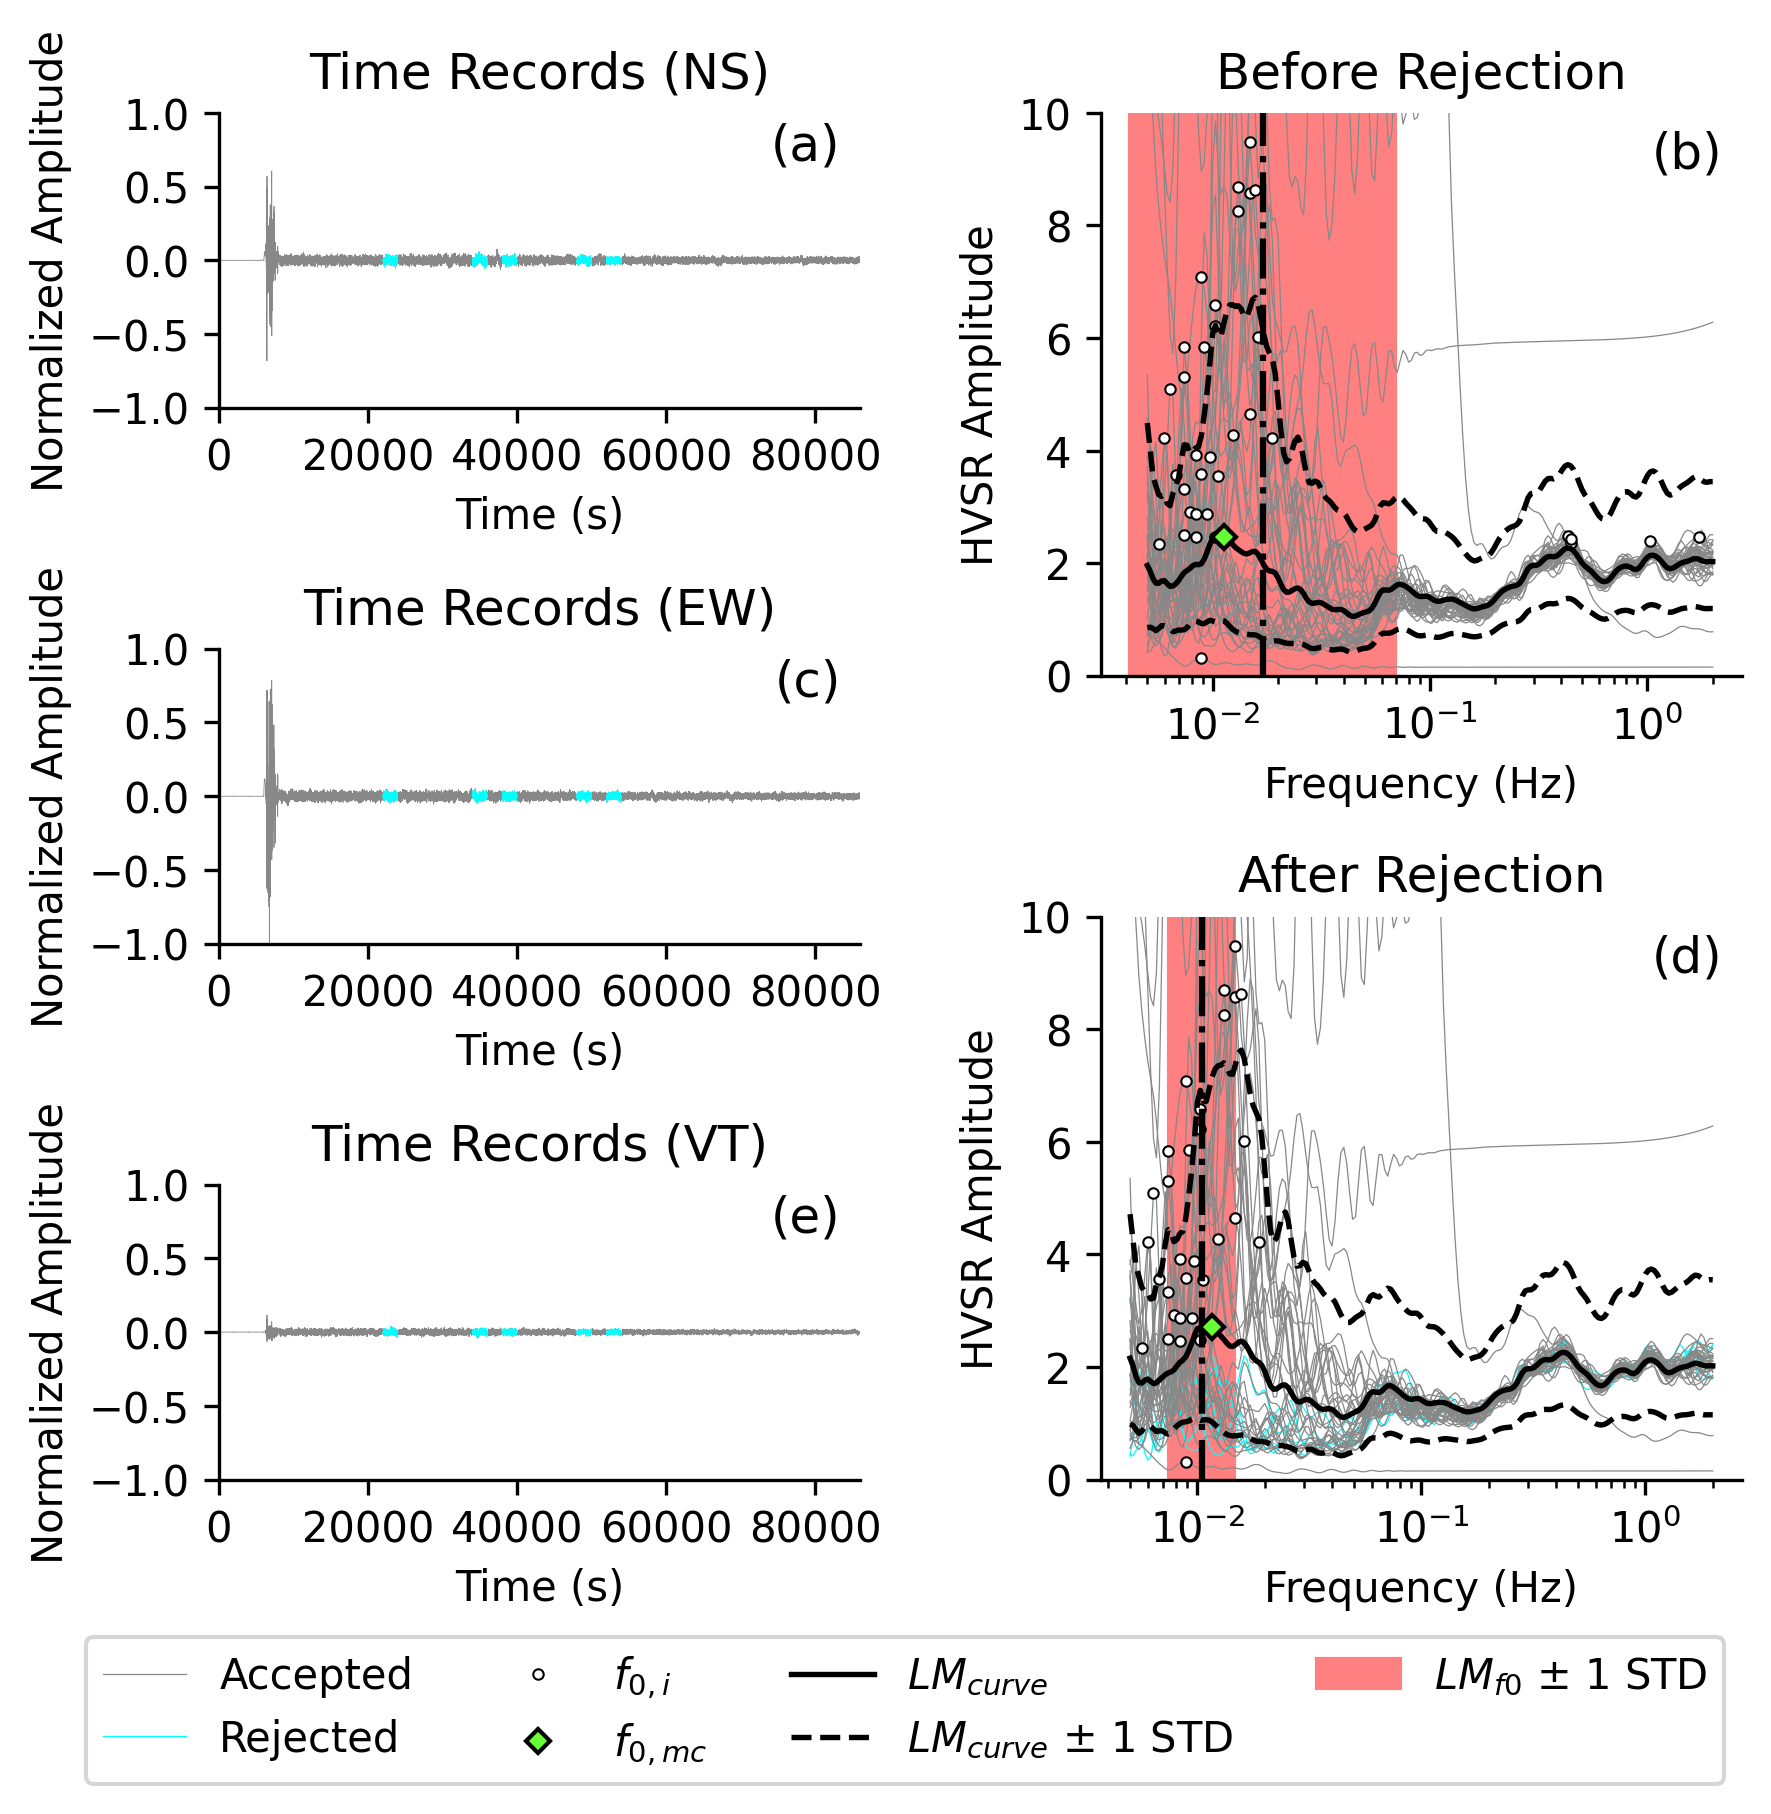 Time Records (NS)
Normalized Amplitude
1.0
0.5
0.0
−0.5
−1.0
(a)
0 20000 40000 60000 80000
Time (s)
Before Rejection
HVSR Amplitude
10
8
6
4
2
0
(b)
10⁻² 10⁻¹ 10⁰
Frequency (Hz)
Time Records (EW)
Normalized Amplitude
1.0
0.5
0.0
−0.5
−1.0
(c)
0 20000 40000 60000 80000
Time (s)
After Rejection
HVSR Amplitude
10
8
6
4
2
0
(d)
10⁻² 10⁻¹ 10⁰
Frequency (Hz)
Time Records (VT)
Normalized Amplitude
1.0
0.5
0.0
−0.5
−1.0
(e)
0 20000 40000 60000 80000
Time (s)
Accepted
Rejected
f0,i
f0,mc
LMcurve
LMcurve ± 1 STD
LMf0 ± 1 STD